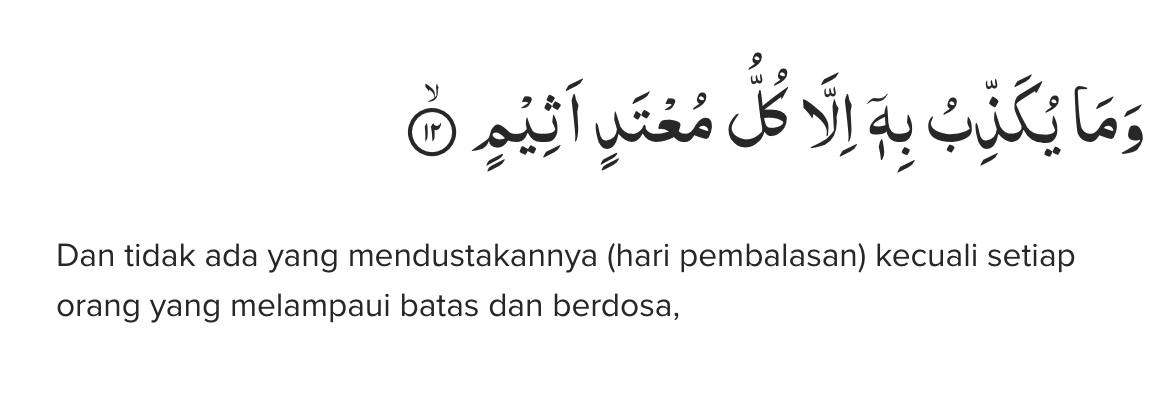 وَمَا يُكَذِّبُ بِهٖٓ اِلَّا كُلُّ مُعْتَدٍ اَثِيْمٍۙ ١٢
Dan tidak ada yang mendustakannya (hari pembalasan) kecuali setiap
orang yang melampaui batas dan berdosa,